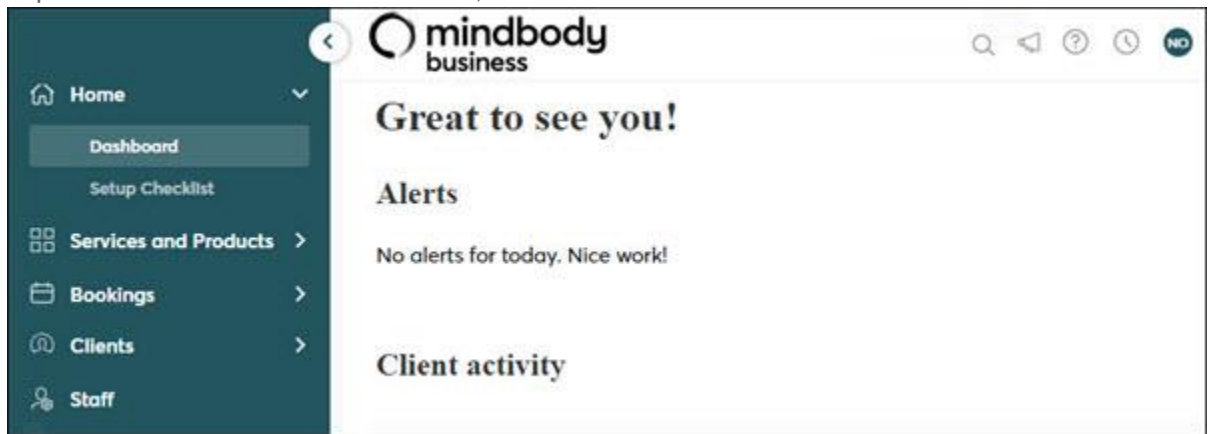 mindbody
business
NO
Home
Dashboard
Setup Checklist
Services and Products
Bookings
Clients
Staff
Great to see you!
Alerts
No alerts for today. Nice work!
Client activity